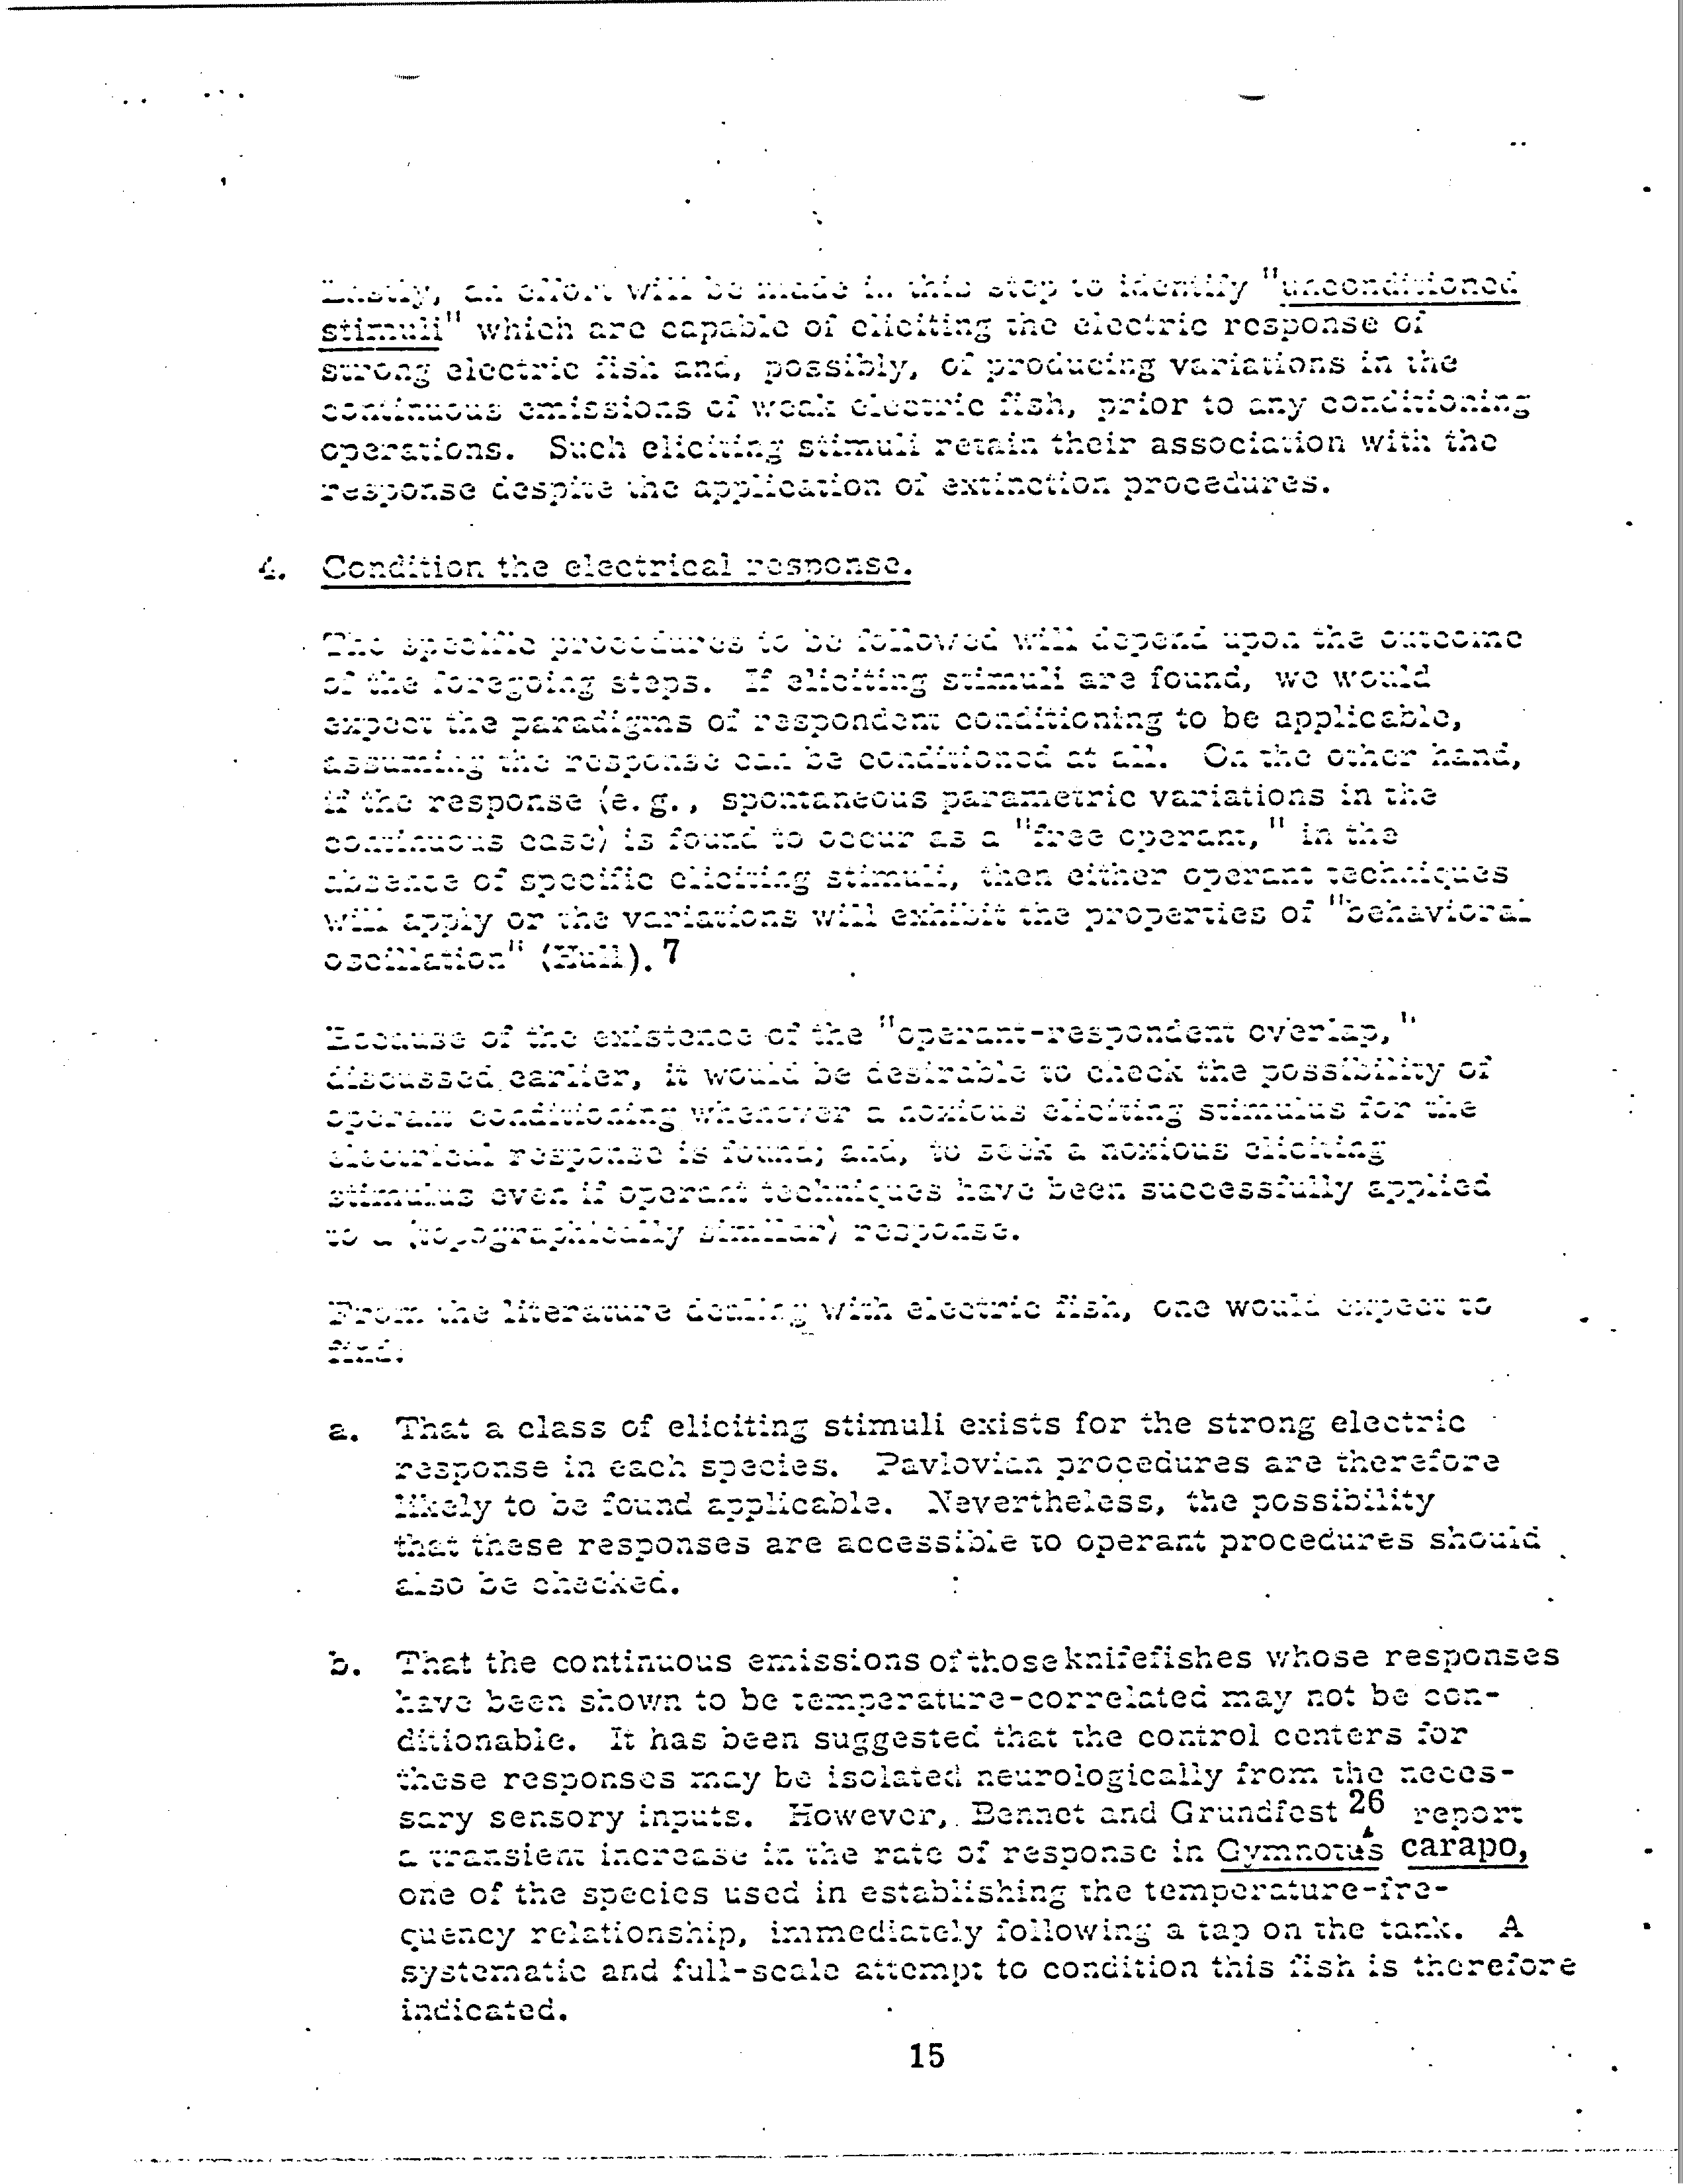 Lastly, an effort will be made in this step to identify "unconditioned
stimuli" which are capable of eliciting the electric response of
strong electric fish and, possibly, of producing variations in the
continuous emissions of weak electric fish, prior to any conditioning
operations. Such eliciting stimuli retain their association with the
response despite the application of extinction procedures.
4. Condition the electrical response.
The specific procedures to be followed will depend upon the outcome
of the foregoing steps. If eliciting stimuli are found, we would
expect the paradigms of respondent conditioning to be applicable,
assuming the response can be conditioned at all. On the other hand,
if the response (e.g., spontaneous parametric variations in the
continuous case) is found to occur as a "free operant," in the
absence of specific eliciting stimuli, then either operant techniques
will apply or the variations will exhibit the properties of "behavioral
oscillation" (Hull). 7
Because of the existence of the "operant-respondent overlap,"
discussed earlier, it would be desirable to check the possibility of
operant conditioning whenever a noxious eliciting stimulus for the
electrical response is found; and, to seek a noxious eliciting
stimulus even if operant techniques have been successfully applied
to a (topographically similar) response.
From the literature dealing with electric fish, one would expect to
find:
a. That a class of eliciting stimuli exists for the strong electric
response in each species. Pavlovian procedures are therefore
likely to be found applicable. Nevertheless, the possibility
that these responses are accessible to operant procedures should
also be checked.
b. That the continuous emissions of those knifefishes whose responses
have been shown to be temperature-correlated may not be con-
ditionable. It has been suggested that the control centers for
these responses may be isolated neurologically from the neces-
sary sensory inputs. However, Bennet and Grundfest 26 report
a transient increase in the rate of response in Gymnotus carapo,
one of the species used in establishing the temperature-fre-
quency relationship, immediately following a tap on the tank. A
systematic and full-scale attempt to condition this fish is therefore
indicated.
15